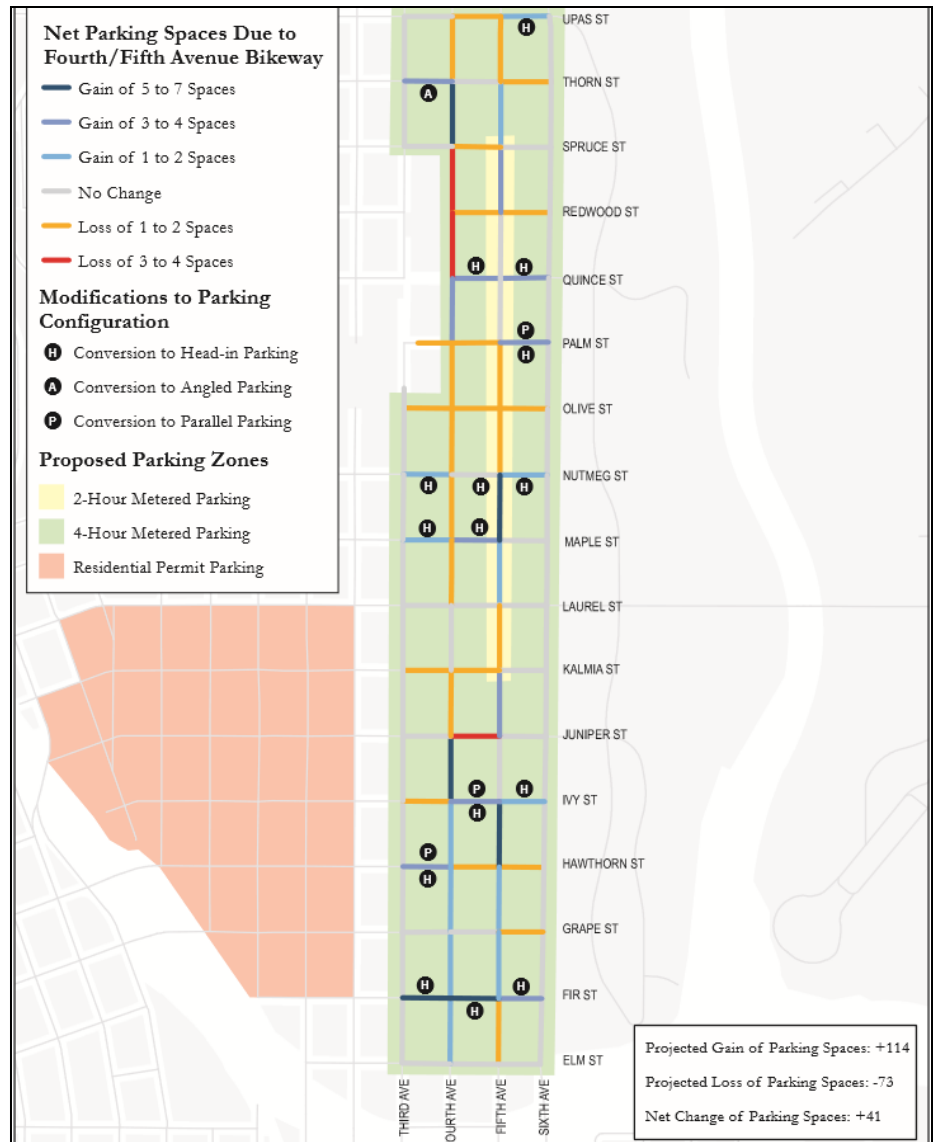 Net Parking Spaces Due to
Fourth/Fifth Avenue Bikeway
Gain of 5 to 7 Spaces
Gain of 3 to 4 Spaces
Gain of 1 to 2 Spaces
No Change
Loss of 1 to 2 Spaces
Loss of 3 to 4 Spaces
Modifications to Parking
Configuration
H Conversion to Head-in Parking
A Conversion to Angled Parking
P Conversion to Parallel Parking
Proposed Parking Zones
2-Hour Metered Parking
4-Hour Metered Parking
Residential Permit Parking
UPAS ST
H
THORN ST
A
SPRUCE ST
REDWOOD ST
H H
QUINCE ST
P
PALM ST
H
OLIVE ST
NUTMEG ST
H H H
H H
MAPLE ST
LAUREL ST
KALMIA ST
JUNIPER ST
P H
IVY ST
H
P
HAWTHORN ST
H
GRAPE ST
H H
FIR ST
H
ELM ST
THIRD AVE
OURTH AVE
FIFTH AVE
SIXTH AVE
Projected Gain of Parking Spaces: +114
Projected Loss of Parking Spaces: -73
Net Change of Parking Spaces: +41